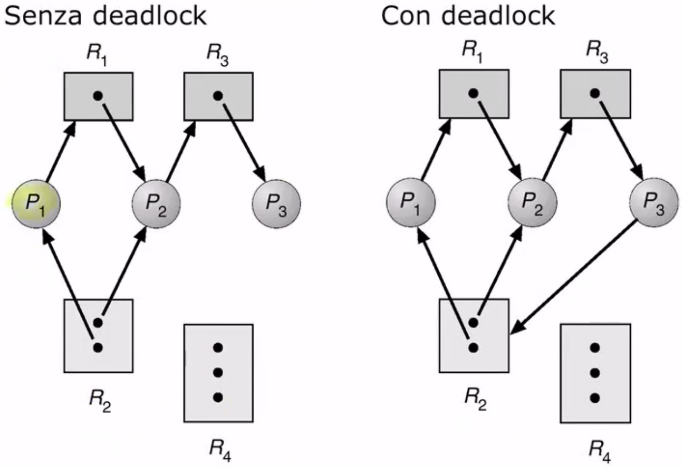 Senza deadlock
R1
R3
P1
P2
P3
R2
R4
Con deadlock
R1
R3
P1
P2
P3
R2
R4